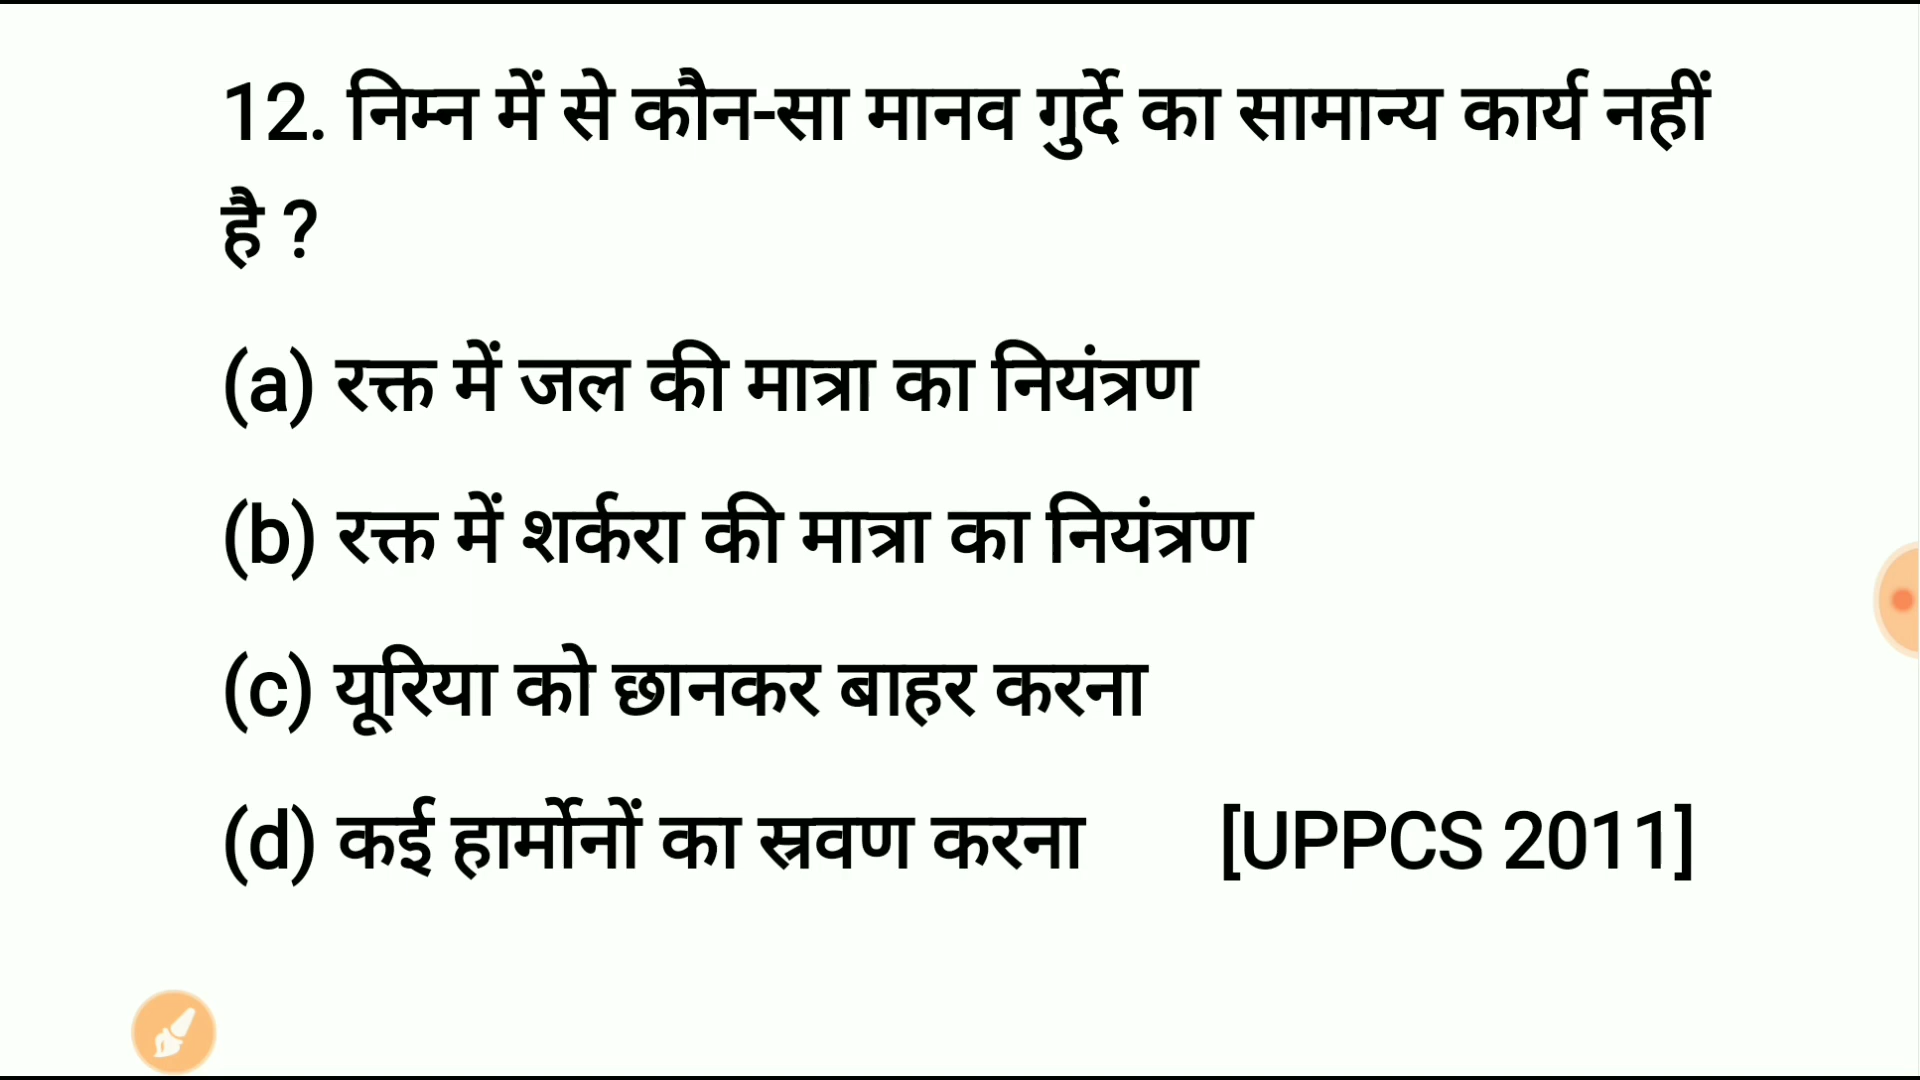 12. निम्न में से कौन-सा मानव गुर्दे का सामान्य कार्य नहीं
है ?
(a) रक्त में जल की मात्रा का नियंत्रण
(b) रक्त में शर्करा की मात्रा का नियंत्रण
(c) यूरिया को छानकर बाहर करना
(d) कई हार्मोनों का स्रवण करना [UPPCS 2011]